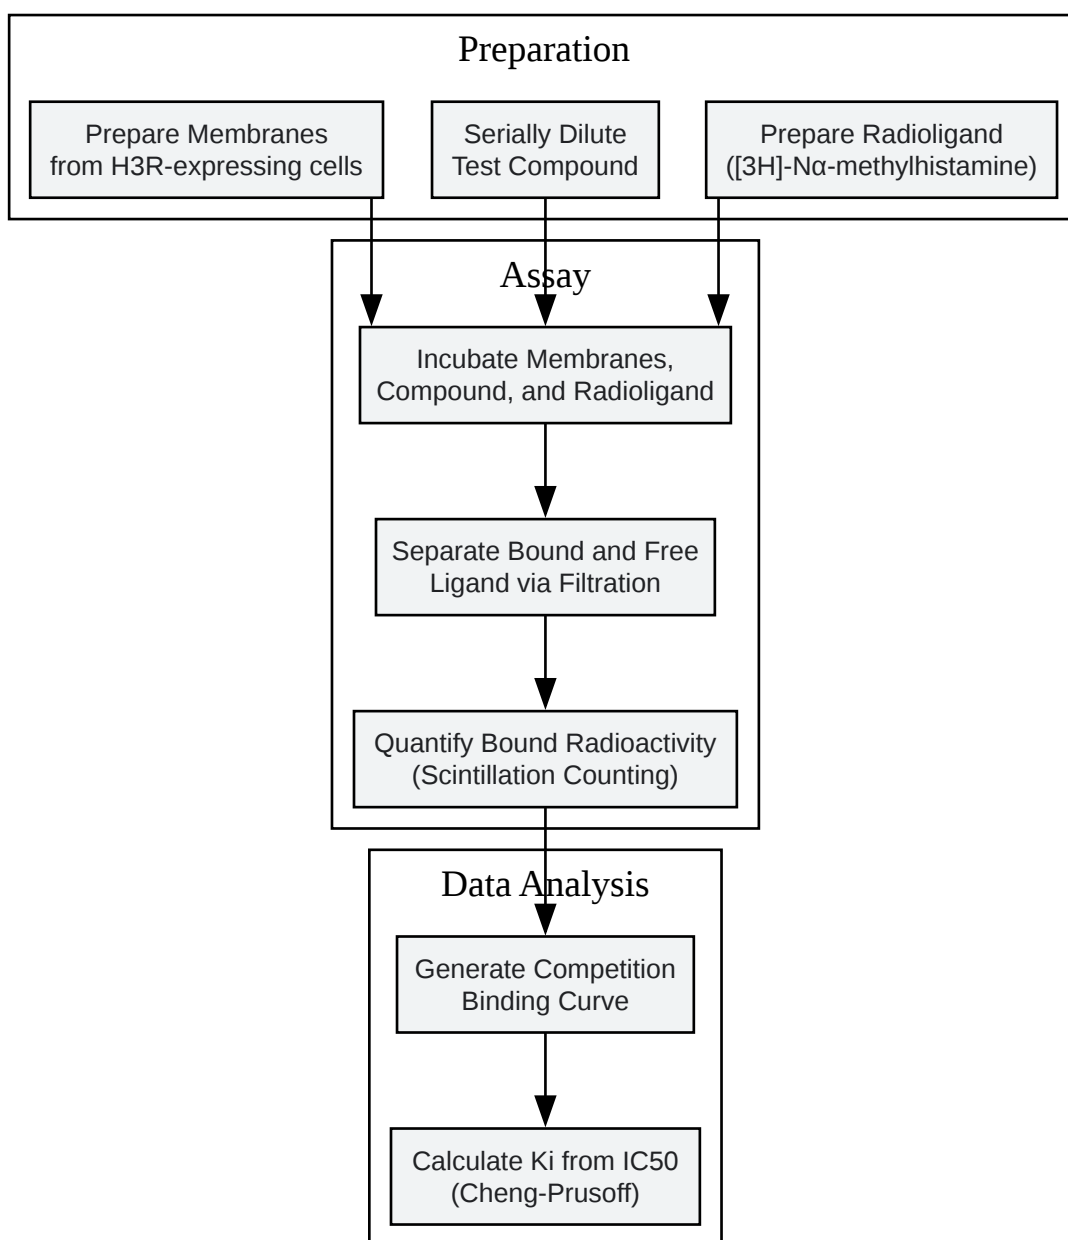 Preparation
Prepare Membranes
from H3R-expressing cells
Serially Dilute
Test Compound
Prepare Radioligand
([3H]-Nα-methylhistamine)
Assay
Incubate Membranes,
Compound, and Radioligand
Separate Bound and Free
Ligand via Filtration
Quantify Bound Radioactivity
(Scintillation Counting)
Data Analysis
Generate Competition
Binding Curve
Calculate Ki from IC50
(Cheng-Prusoff)